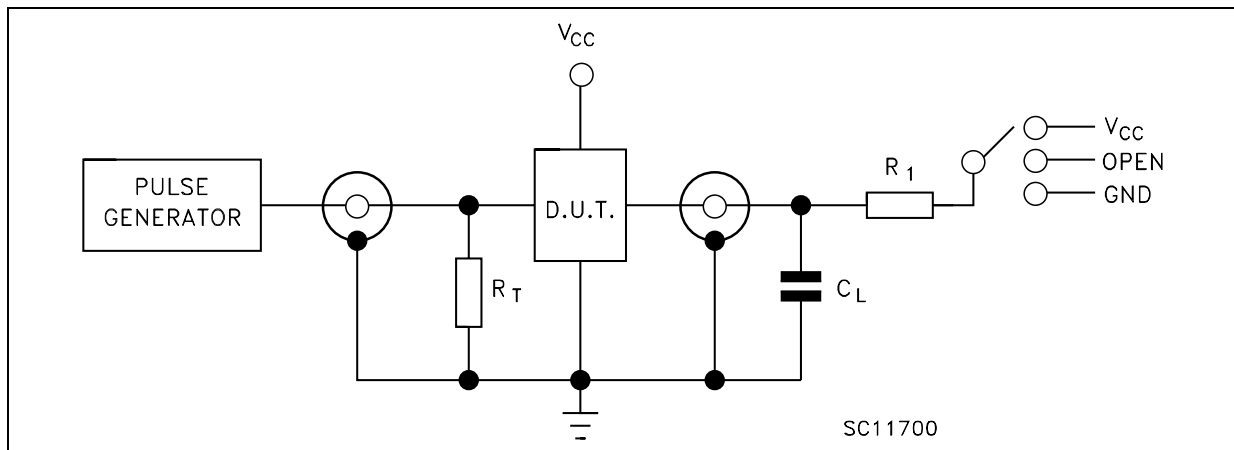 VCC
PULSE
GENERATOR
D.U.T.
RT
CL
R1
VCC
OPEN
GND
SC11700